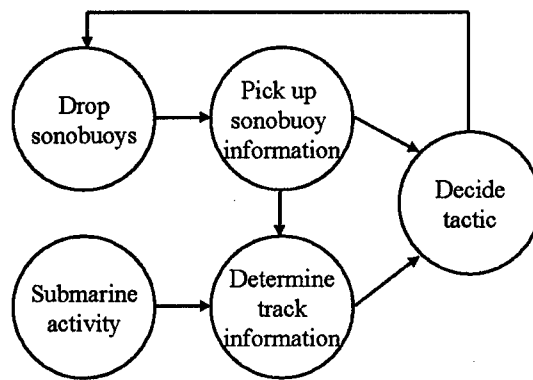 Drop
sonobuoys
Pick up
sonobuoy
information
Decide
tactic
Submarine
activity
Determine
track
information